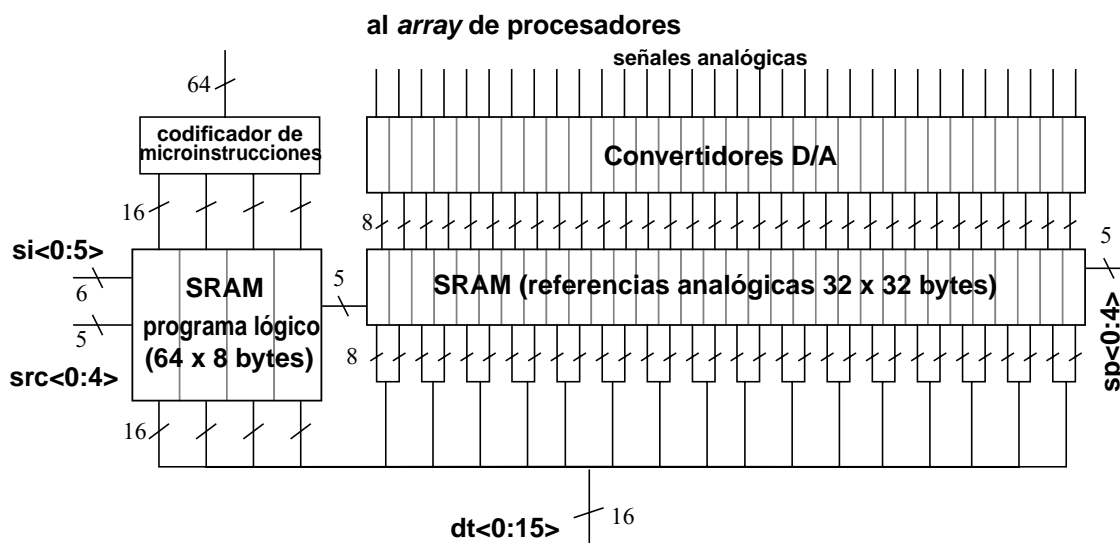 al array de procesadores
señales analógicas
64
codificador de
microinstrucciones
Convertidores D/A
16
8
si<0:5>
6
5
src<0:4>
SRAM
programa lógico
(64 x 8 bytes)
5
SRAM (referencias analógicas 32 x 32 bytes)
5
sp<0:4>
8
16
dt<0:15>
16